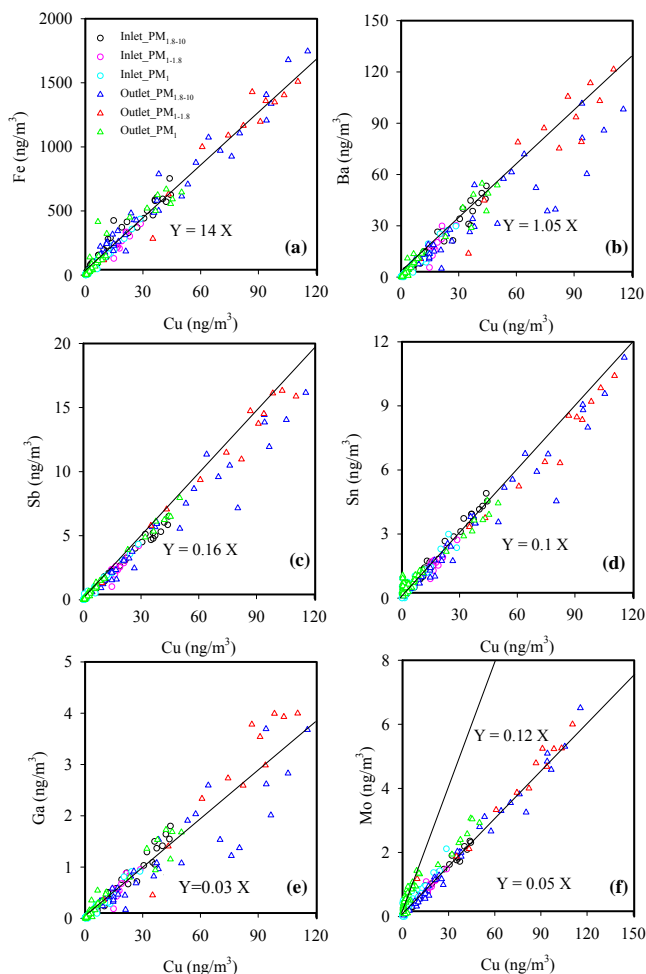 2000
1500
1000
500
0
Fe (ng/m³)
Inlet_PM₁.₈₋₁₀
Inlet_PM₁₋₁.₈
Inlet_PM₁
Outlet_PM₁.₈₋₁₀
Outlet_PM₁₋₁.₈
Outlet_PM₁
Y = 14 X
(a)
0 30 60 90 120
Cu (ng/m³)
150
120
90
60
30
0
Ba (ng/m³)
Y = 1.05 X
(b)
0 30 60 90 120
Cu (ng/m³)
20
15
10
5
0
Sb (ng/m³)
Y = 0.16 X
(c)
0 30 60 90 120
Cu (ng/m³)
12
9
6
3
0
Sn (ng/m³)
Y = 0.1 X
(d)
0 30 60 90 120
Cu (ng/m³)
5
4
3
2
1
0
Ga (ng/m³)
Y=0.03 X
(e)
0 30 60 90 120
Cu (ng/m³)
8
6
4
2
0
Mo (ng/m³)
Y = 0.12 X
Y = 0.05 X
(f)
0 30 60 90 120 150
Cu (ng/m³)